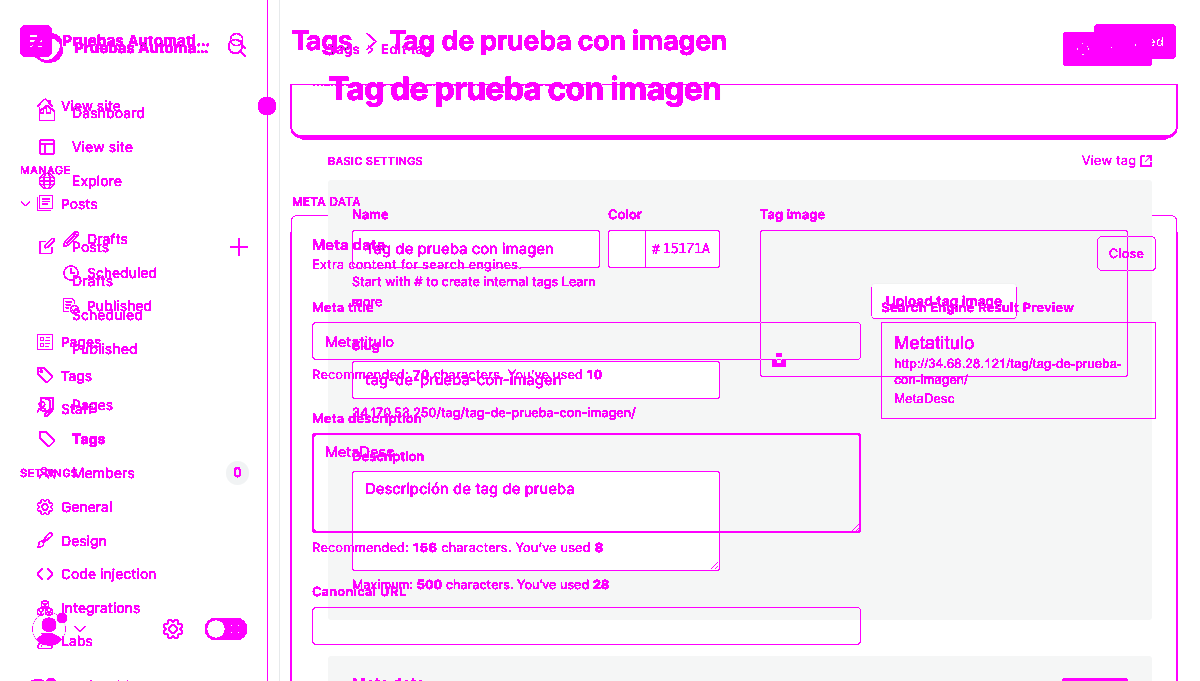 Pruebas Automati...
Pruebas Automa...
View site
Dashboard
View site
MANAGE
Explore
Posts
Drafts
Posts
Scheduled
Drafts
Published
Scheduled
Pages
Published
Tags
Staff
Pages
Tags
SETTINGS
Members
0
General
Design
Code injection
Integrations
Labs
Tags > Tag de prueba con imagen
Tags > Edit tag
Tag de prueba con imagen
BASIC SETTINGS
View tag
META DATA
Name
Color
Tag image
Meta data
Tag de prueba con imagen
# 15171A
Close
Extra content for search engines.
Start with # to create internal tags Learn
more
Upload tag image
Meta title
Search Engine Result Preview
Metatitulo
Slug
Metatitulo
http://34.68.28.121/tag/tag-de-prueba-
con-imagen/
MetaDesc
Recommended: 70 characters. You've used 10
tag-de-prueba-con-imagen
34.170.53.250/tag/tag-de-prueba-con-imagen/
Meta description
MetaDesc
Description
Descripción de tag de prueba
Recommended: 156 characters. You've used 8
Maximum: 500 characters. You've used 28
Canonical URL